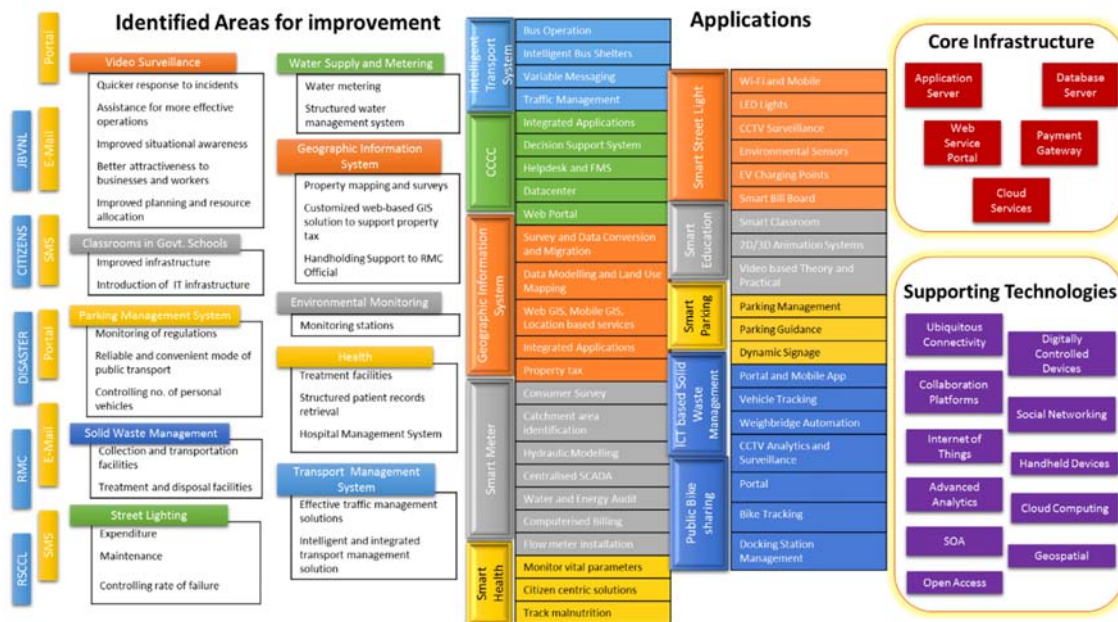 Identified Areas for improvement
Applications
Portal
E-Mail
SMS
Portal
E-Mail
SMS
JBVNL
CITIZENS
DISASTER
RMC
RSCCL
Video Surveillance
Quicker response to incidents
Assistance for more effective
operations
Improved situational awareness
Better attractiveness to
businesses and workers
Improved planning and resource
allocation
Classrooms in Govt. Schools
Improved infrastructure
Introduction of IT infrastructure
Parking Management System
Monitoring of regulations
Reliable and convenient mode of
public transport
Controlling no. of personal
vehicles
Solid Waste Management
Collection and transportation
facilities
Treatment and disposal facilities
Street Lighting
Expenditure
Maintenance
Controlling rate of failure
Water Supply and Metering
Water metering
Structured water
management system
Geographic Information
System
Property mapping and surveys
Customized web-based GIS
solution to support property
tax
Handholding Support to RMC
Official
Environmental Monitoring
Monitoring stations
Health
Treatment facilities
Structured patient records
retrieval
Hospital Management System
Transport Management
System
Effective traffic management
solutions
Intelligent and integrated
transport management
solution
Intelligent Transport
System
Bus Operation
Intelligent Bus Shelters
Variable Messaging
Traffic Management
CCCC
Integrated Applications
Decision Support System
Helpdesk and FMS
Datacenter
Web Portal
Geographic Information
System
Survey and Data Conversion
and Migration
Data Modelling and Land Use
Mapping
Web GIS, Mobile GIS,
Location based services
Integrated Applications
Property tax
Smart Meter
Consumer Survey
Catchment area
identification
Hydraulic Modelling
Centralised SCADA
Water and Energy Audit
Computerised Billing
Flow meter installation
Smart
Health
Monitor vital parameters
Citizen centric solutions
Track malnutrition
Smart Street Light
Wi-Fi and Mobile
LED Lights
CCTV Surveillance
Environmental Sensors
EV Charging Points
Smart Bill Board
Smart
Education
Smart Classroom
2D/3D Animation Systems
Video based Theory and
Practical
Smart
Parking
Parking Management
Parking Guidance
Dynamic Signage
ICT based Solid
Waste
Management
Portal and Mobile App
Vehicle Tracking
Weighbridge Automation
CCTV Analytics and
Surveillance
Public Bike
sharing
Portal
Bike Tracking
Docking Station
Management
Core Infrastructure
Application
Server
Database
Server
Web
Service
Portal
Payment
Gateway
Cloud
Services
Supporting Technologies
Ubiquitous
Connectivity
Digitally
Controlled
Devices
Collaboration
Platforms
Social Networking
Internet of
Things
Handheld Devices
Advanced
Analytics
Cloud Computing
SOA
Geospatial
Open Access